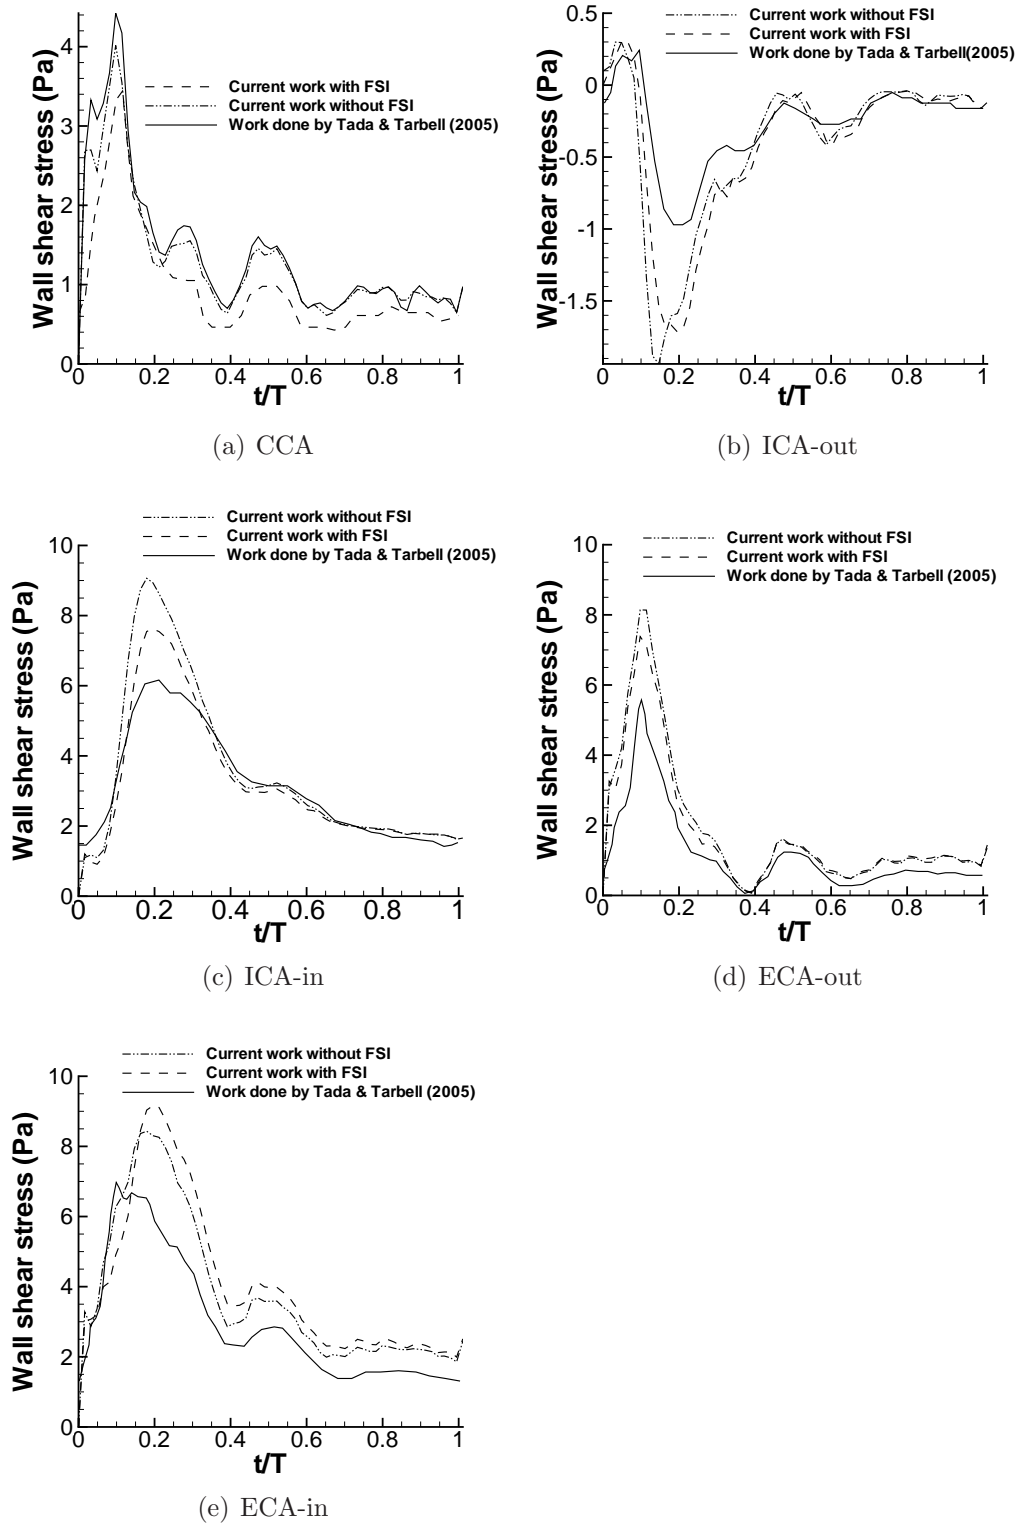 Current work with FSI
Current work without FSI
Work done by Tada & Tarbell (2005)
Wall shear stress (Pa)
4
3
2
1
0
0 0.2 0.4 0.6 0.8 1
t/T
(a) CCA
Current work without FSI
Current work with FSI
Work done by Tada & Tarbell(2005)
Wall shear stress (Pa)
0.5
0
-0.5
-1
-1.5
0 0.2 0.4 0.6 0.8 1
t/T
(b) ICA-out
Current work without FSI
Current work with FSI
Work done by Tada & Tarbell (2005)
Wall shear stress (Pa)
10
8
6
4
2
0
0 0.2 0.4 0.6 0.8 1
t/T
(c) ICA-in
Current work without FSI
Current work with FSI
Work done by Tada & Tarbell (2005)
Wall shear stress (Pa)
10
8
6
4
2
0
0 0.2 0.4 0.6 0.8 1
t/T
(d) ECA-out
Current work without FSI
Current work with FSI
Work done by Tada & Tarbell (2005)
Wall shear stress (Pa)
10
8
6
4
2
0
0 0.2 0.4 0.6 0.8 1
t/T
(e) ECA-in